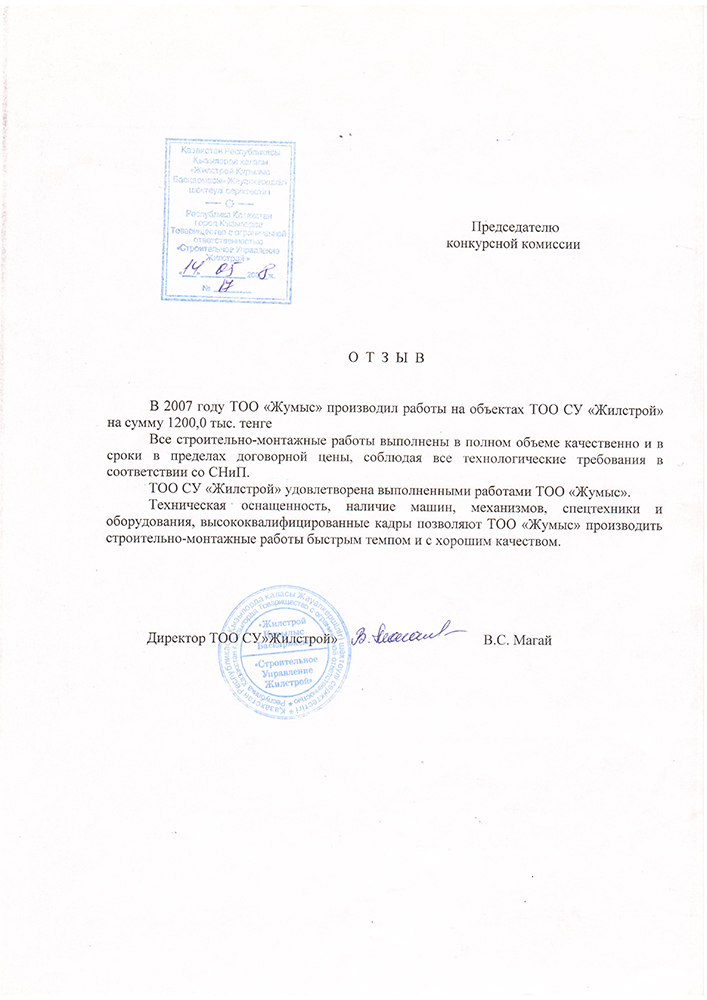 Қазақстан Республикасы
Қызылорда қаласы
Жауапкершілігі
шектеулі серіктестігі
Республика Казахстан
город Кызылорда
Товарищество с ограниченной
ответственностью
«Строительное Управление
Жилстрой»
14 05 2008 г.
№ 17
Председателю
конкурсной комиссии
О Т З Ы В
В 2007 году ТОО «Жумыс» производил работы на объектах ТОО СУ «Жилстрой»
на сумму 1200,0 тыс. тенге
Все строительно-монтажные работы выполнены в полном объеме качественно и в
сроки в пределах договорной цены, соблюдая все технологические требования в
соответствии со СНиП.
ТОО СУ «Жилстрой» удовлетворена выполненными работами ТОО «Жумыс».
Техническая оснащенность, наличие машин, механизмов, спецтехники и
оборудования, высококвалифицированные кадры позволяют ТОО «Жумыс» производить
строительно-монтажные работы быстрым темпом и с хорошим качеством.
Директор ТОО СУ»Жилстрой»
В.С. Магай
«Жилстрой
Құрылыс
Басқармасы»
«Строительное
Управление
Жилстрой»